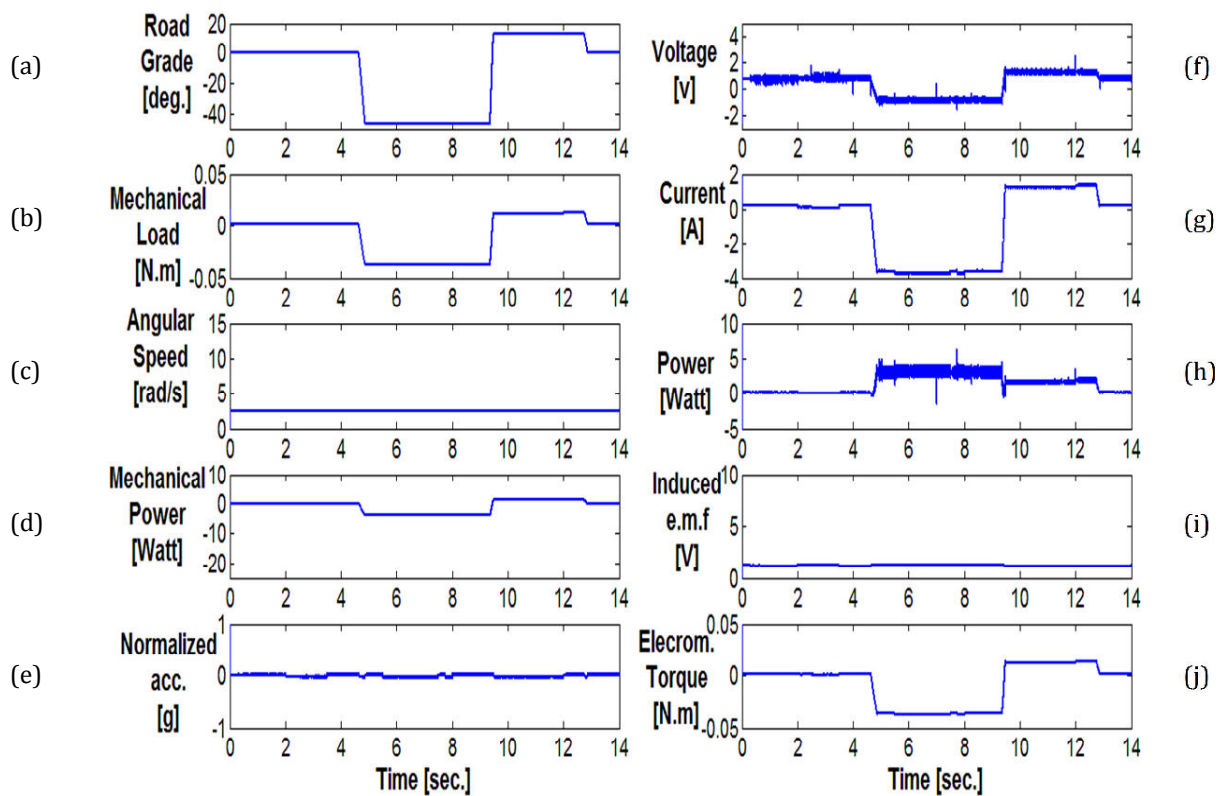 (a)
Road
Grade
[deg.]
20
0
-20
-40
0 2 4 6 8 10 12 14
(b)
Mechanical
Load
[N.m]
0.05
0
-0.05
0 2 4 6 8 10 12 14
(c)
Angular
Speed
[rad/s]
15
10
5
0
0 2 4 6 8 10 12 14
(d)
Mechanical
Power
[Watt]
10
0
-10
-20
0 2 4 6 8 10 12 14
(e)
Normalized
acc.
[g]
1
0
-1
0 2 4 6 8 10 12 14
Time [sec.]
Voltage
[v]
4
2
0
-2
0 2 4 6 8 10 12 14
(f)
Current
[A]
2
0
-2
-4
0 2 4 6 8 10 12 14
(g)
Power
[Watt]
10
5
0
-5
0 2 4 6 8 10 12 14
(h)
Induced
e.m.f
[V]
10
5
0
0 2 4 6 8 10 12 14
(i)
Elecrom.
Torque
[N.m]
0.05
0
-0.05
0 2 4 6 8 10 12 14
(j)
Time [sec.]